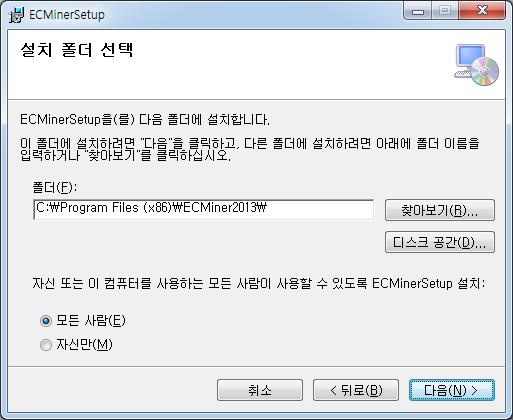 ECMinerSetup
설치 폴더 선택
ECMinerSetup을(를) 다음 폴더에 설치합니다.
이 폴더에 설치하려면 "다음"을 클릭하고, 다른 폴더에 설치하려면 아래에 폴더 이름을
입력하거나 "찾아보기"를 클릭하십시오.
폴더(F):
C:₩Program Files (x86)₩ECMiner2013₩
찾아보기(R)...
디스크 공간(D)...
자신 또는 이 컴퓨터를 사용하는 모든 사람이 사용할 수 있도록 ECMinerSetup 설치:
모든 사람(E)
자신만(M)
취소
< 뒤로(B)
다음(N) >